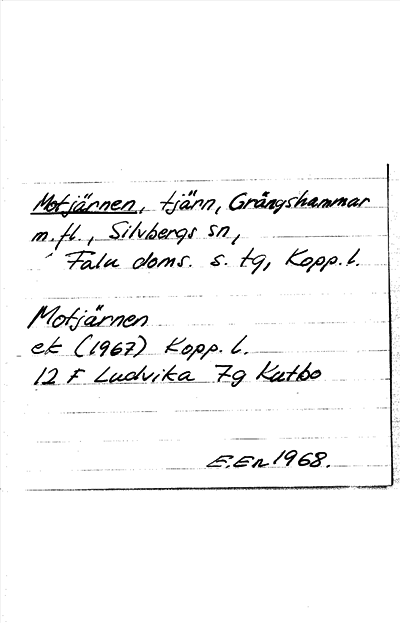 Motjärnen, tjärn, Grängshammar
m.fl., Silvbergs sn,
Falu doms. s. tg, Kopp. l.
Motjärnen
ek (1967) Kopp. l.
12 F Ludvika 7g Kutbo
E.En 1968.